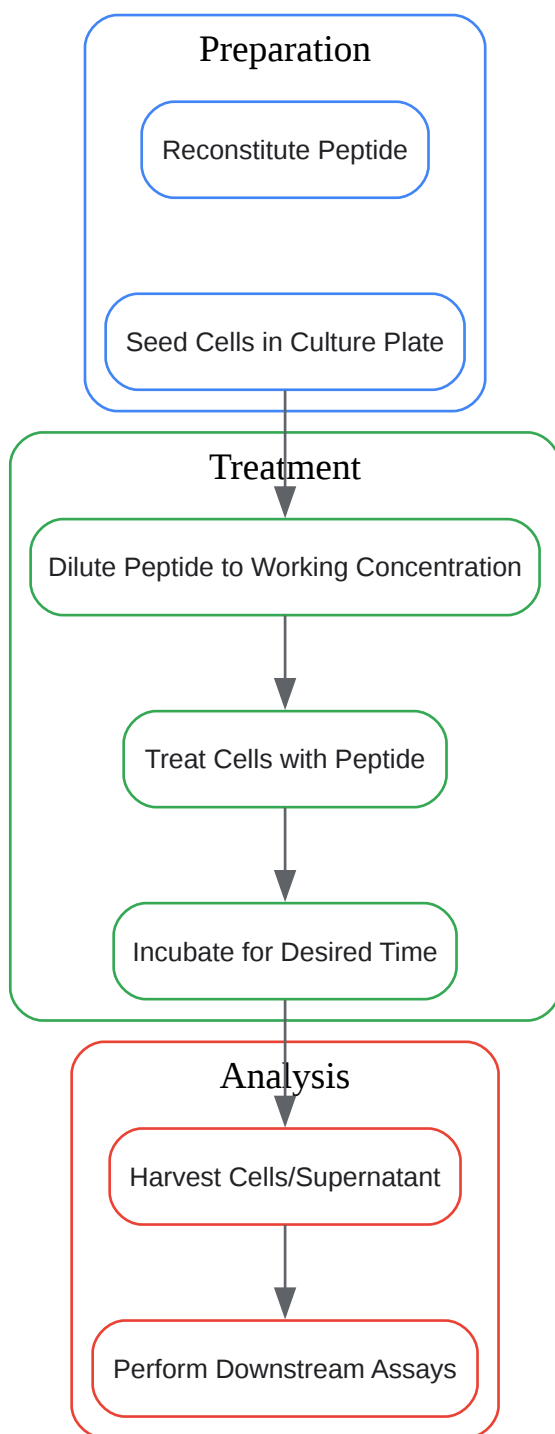 Preparation
Reconstitute Peptide
Seed Cells in Culture Plate
Treatment
Dilute Peptide to Working Concentration
Treat Cells with Peptide
Incubate for Desired Time
Analysis
Harvest Cells/Supernatant
Perform Downstream Assays